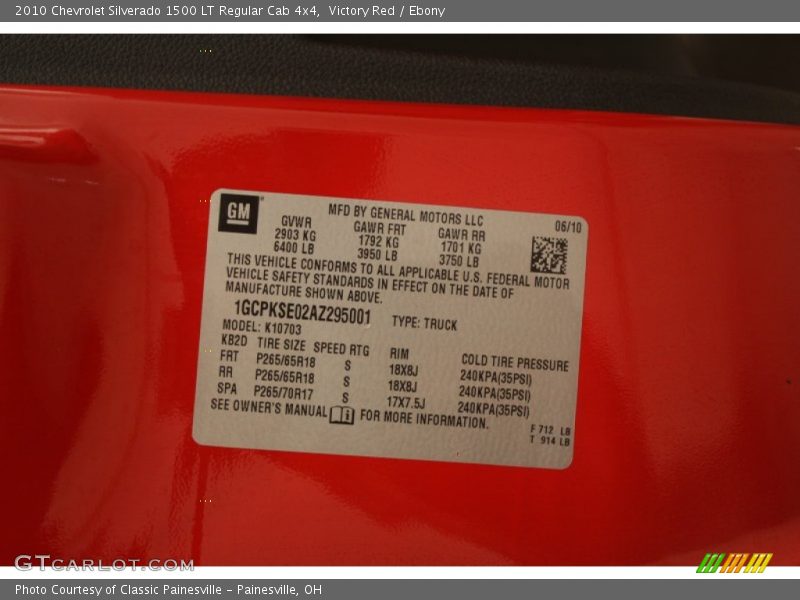 2010 Chevrolet Silverado 1500 LT Regular Cab 4x4, Victory Red / Ebony
GM
MFD BY GENERAL MOTORS LLC 06/10
GVWR GAWR FRT GAWR RR
2903 KG 1792 KG 1701 KG
6400 LB 3950 LB 3750 LB
THIS VEHICLE CONFORMS TO ALL APPLICABLE U.S. FEDERAL MOTOR
VEHICLE SAFETY STANDARDS IN EFFECT ON THE DATE OF
MANUFACTURE SHOWN ABOVE.
1GCPKSE02AZ295001 TYPE: TRUCK
MODEL: K10703
KB2D TIRE SIZE SPEED RTG RIM COLD TIRE PRESSURE
FRT P265/65R18 S 18X8J 240KPA(35PSI)
RR P265/65R18 S 18X8J 240KPA(35PSI)
SPA P265/70R17 S 17X7.5J 240KPA(35PSI)
SEE OWNER'S MANUAL FOR MORE INFORMATION.
F 712 LB
T 914 LB
GTCARLOT.COM
Photo Courtesy of Classic Painesville – Painesville, OH